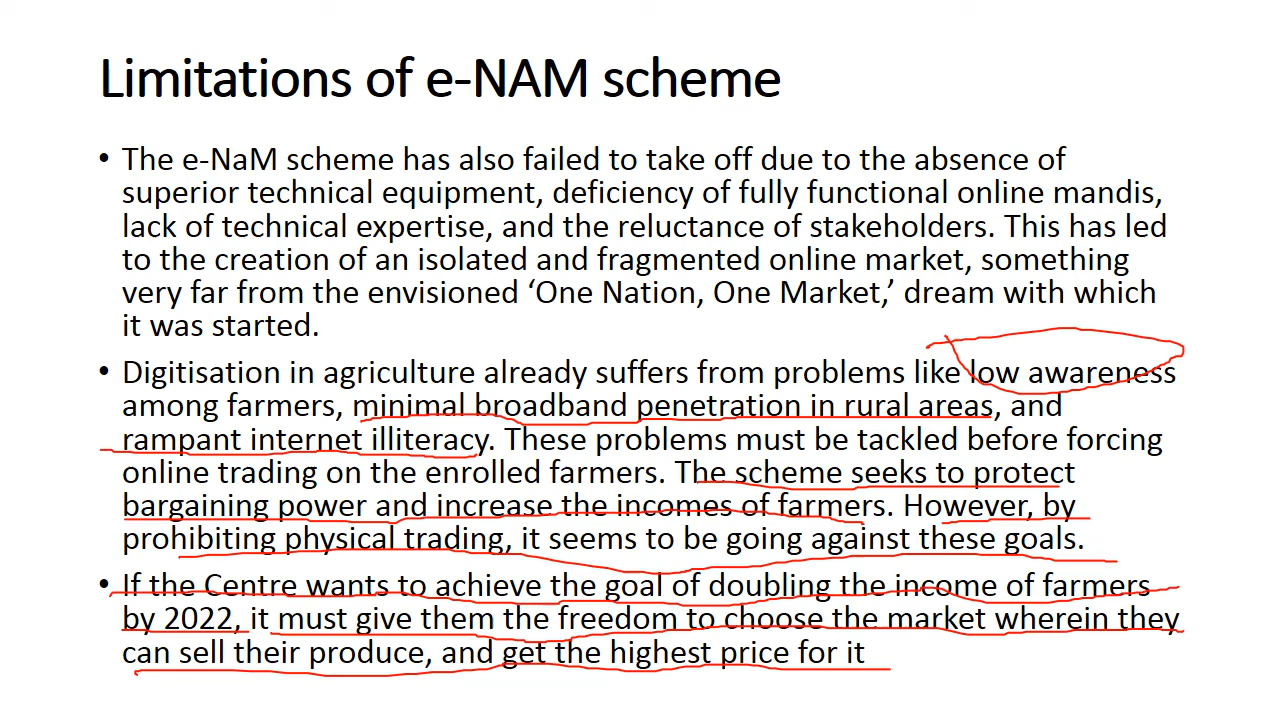 Limitations of e-NAM scheme
• The e-NaM scheme has also failed to take off due to the absence of
superior technical equipment, deficiency of fully functional online mandis,
lack of technical expertise, and the reluctance of stakeholders. This has led
to the creation of an isolated and fragmented online market, something
very far from the envisioned ‘One Nation, One Market,’ dream with which
it was started.
• Digitisation in agriculture already suffers from problems like low awareness
among farmers, minimal broadband penetration in rural areas, and
rampant internet illiteracy. These problems must be tackled before forcing
online trading on the enrolled farmers. The scheme seeks to protect
bargaining power and increase the incomes of farmers. However, by
prohibiting physical trading, it seems to be going against these goals.
• If the Centre wants to achieve the goal of doubling the income of farmers
by 2022, it must give them the freedom to choose the market wherein they
can sell their produce, and get the highest price for it